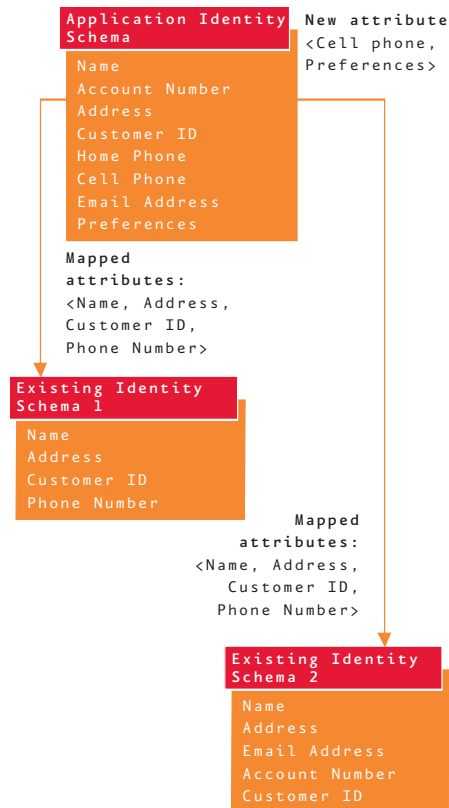 Application Identity
Schema
New attribute
<Cell phone,
Preferences>
Name
Account Number
Address
Customer ID
Home Phone
Cell Phone
Email Address
Preferences
Mapped
attributes:
<Name, Address,
Customer ID,
Phone Number>
Existing Identity
Schema 1
Name
Address
Customer ID
Phone Number
Mapped
attributes:
<Name, Address,
Customer ID,
Phone Number>
Existing Identity
Schema 2
Name
Address
Email Address
Account Number
Customer ID